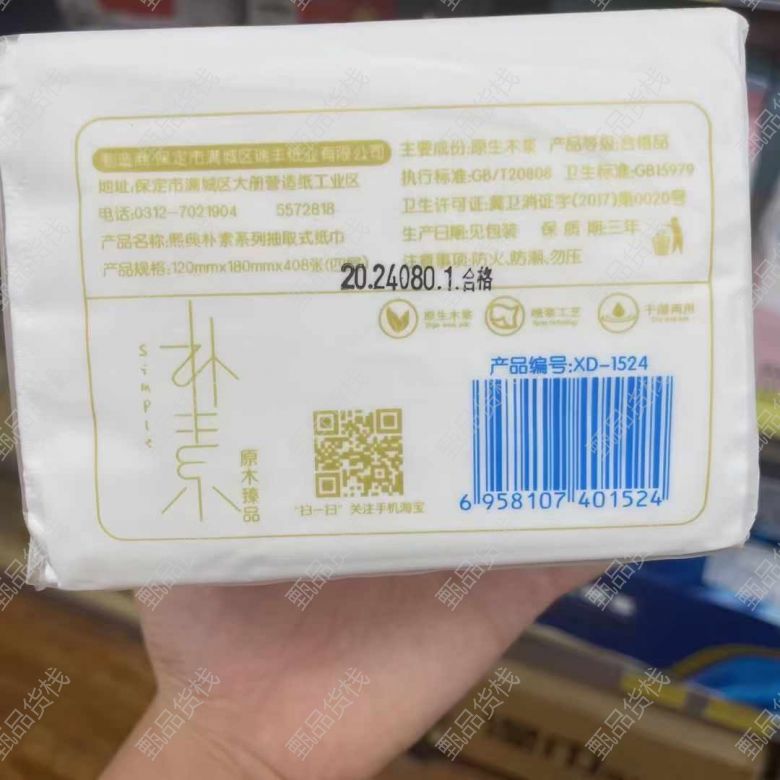 制造商:保定市满城区瑞丰纸业有限公司
地址:保定市满城区大册营造纸工业区
电话:0312-7021904 5572818
产品名称:熙典朴素系列抽取式纸巾
产品规格:120mmx180mmx408张
主要成份:原生木浆 产品等级:合格品
执行标准:GB/T20808 卫生标准:GB15979
卫生许可证:冀卫消证字(2017)第0020号
生产日期:见包装 保质期:三年
注意事项:防火、防潮、勿压
20.24080.1.合格
原生木浆
干湿两用
Simple
朴素
原木臻品
"扫一扫" 关注手机淘宝
产品编号:XD-1524
6 958107 401524
甄品货栈